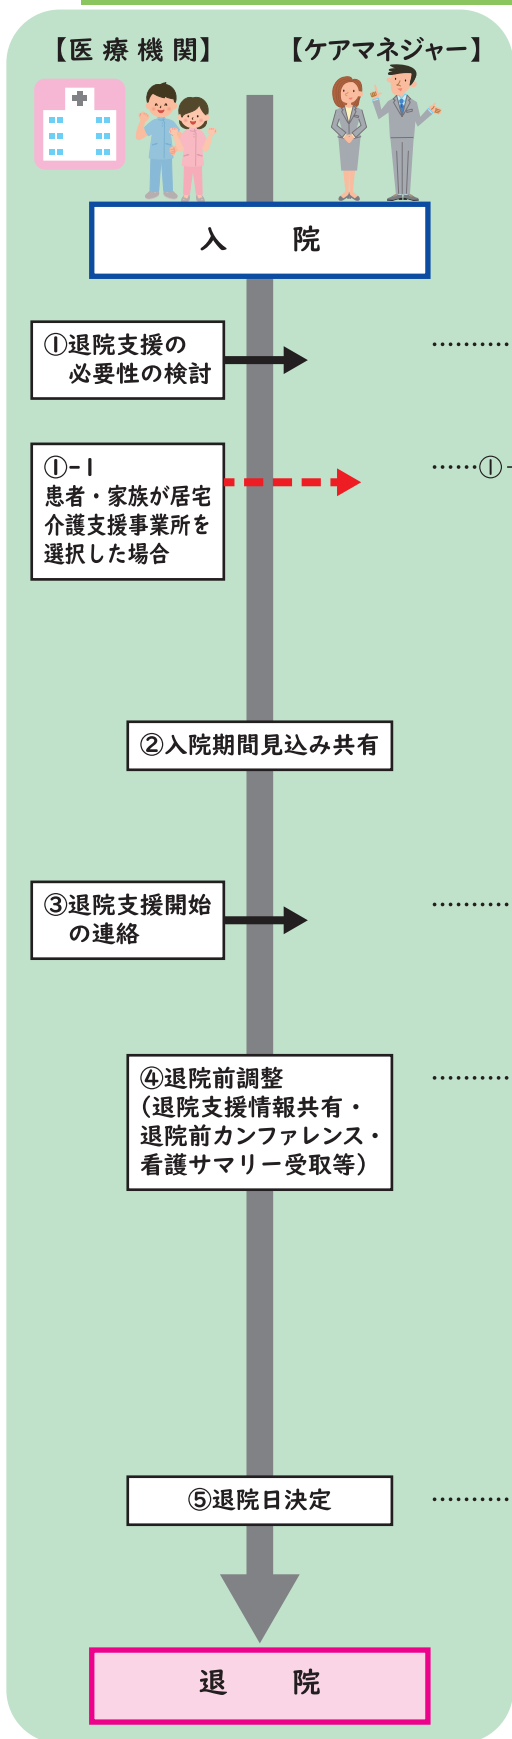 【医療機関】 【ケアマネジャー】
入 院
①退院支援の
必要性の検討
①-1
患者・家族が居宅
介護支援事業所を
選択した場合
①-
②入院期間見込み共有
③退院支援開始
の連絡
④退院前調整
(退院支援情報共有・
退院前カンファレンス・
看護サマリー受取等)
⑤退院日決定
退 院